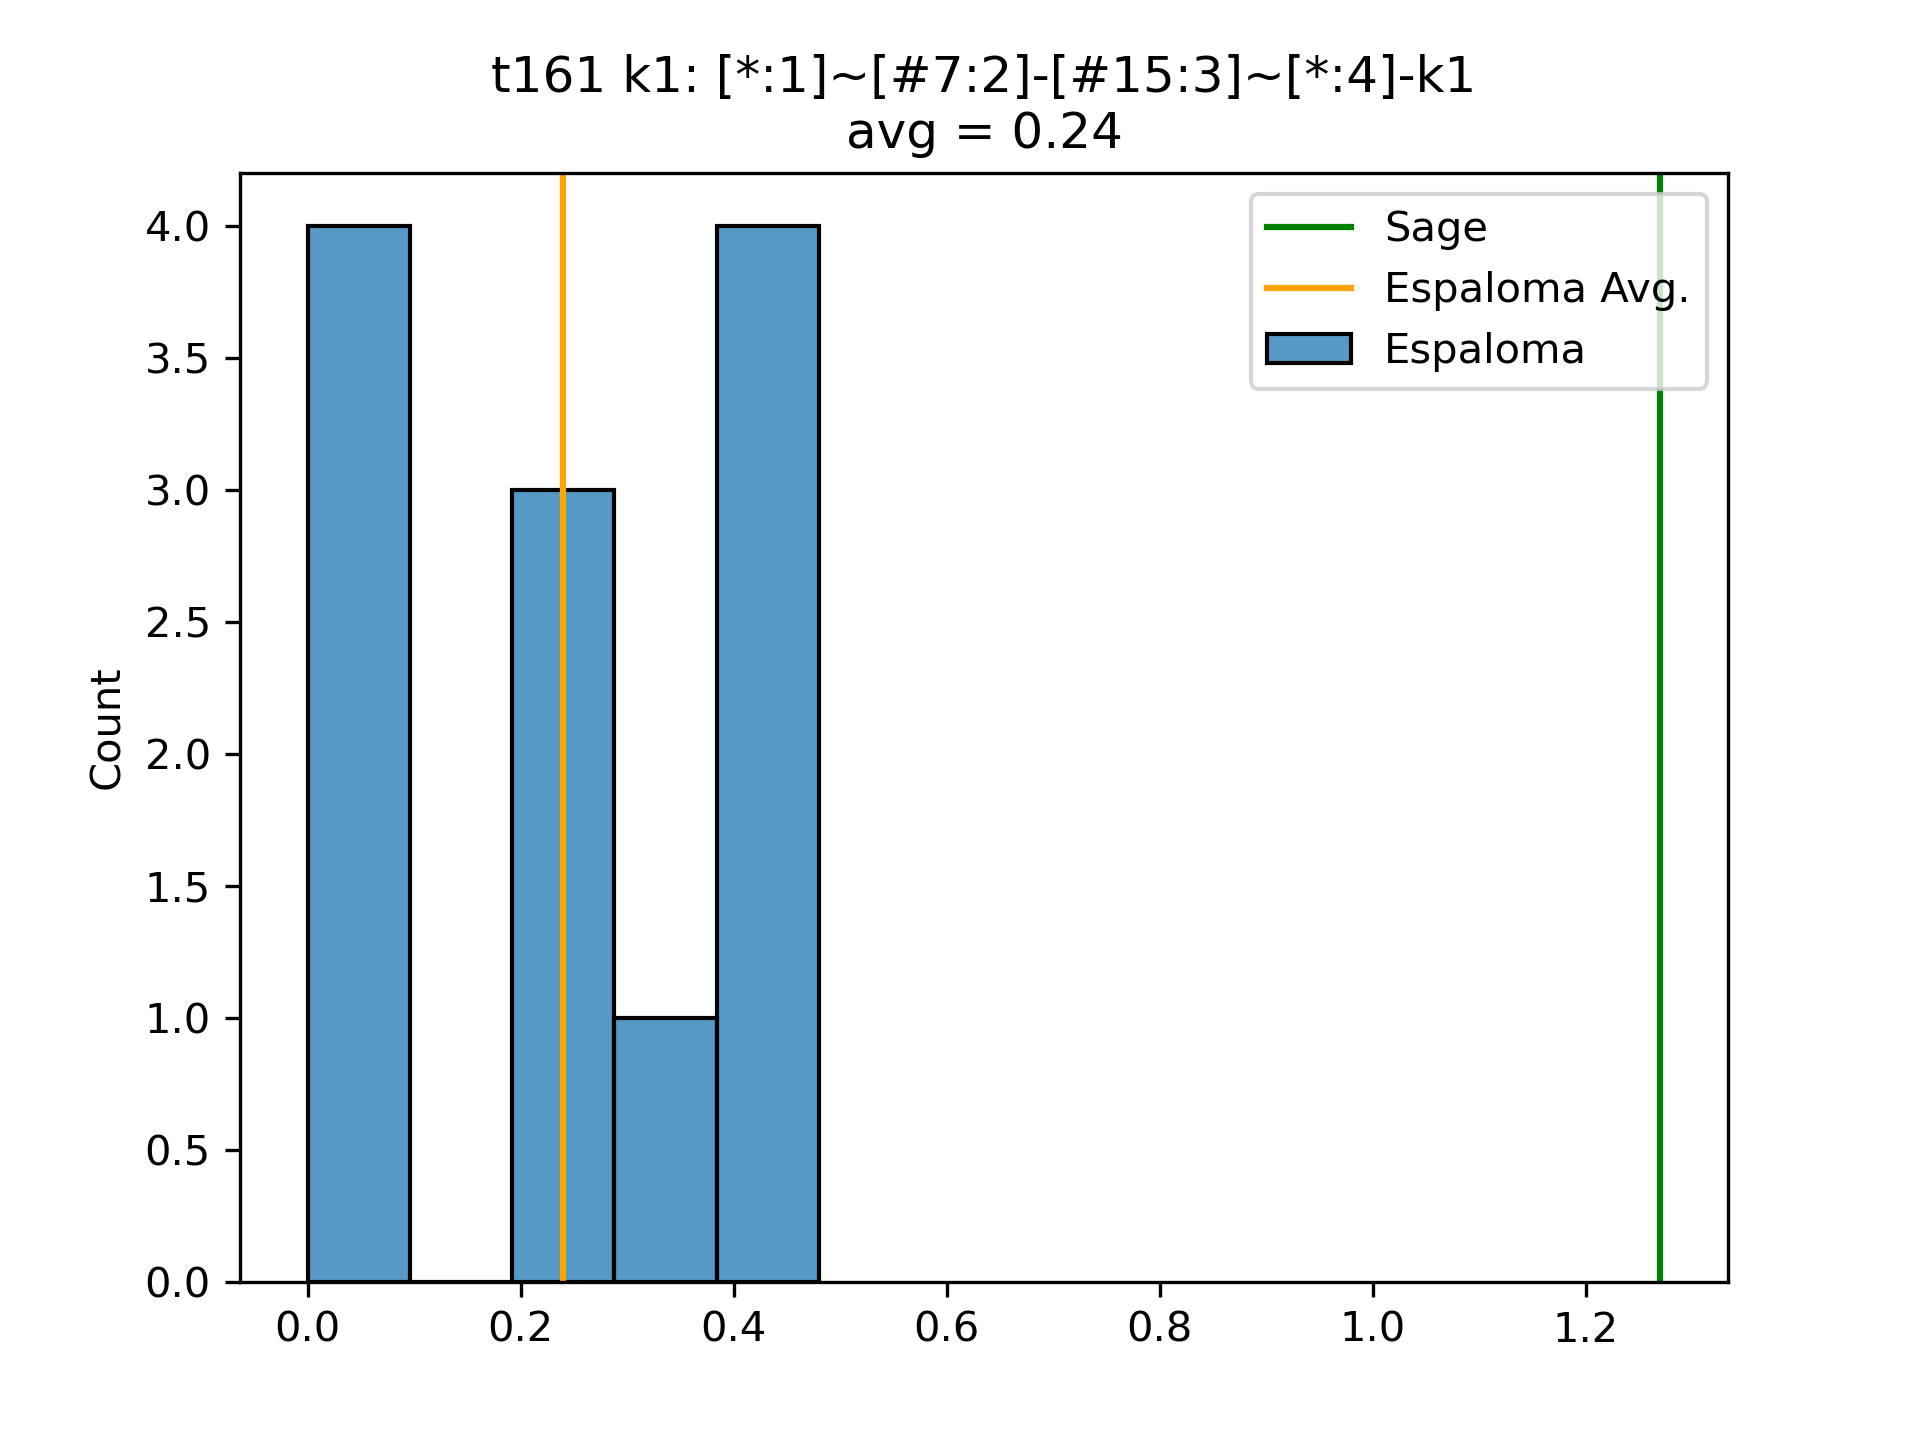 t161 k1: [*:1]~[#7:2]-[#15:3]~[*:4]-k1
avg = 0.24
Sage
Espaloma Avg.
Espaloma
Count
4.0
3.5
3.0
2.5
2.0
1.5
1.0
0.5
0.0
0.0 0.2 0.4 0.6 0.8 1.0 1.2